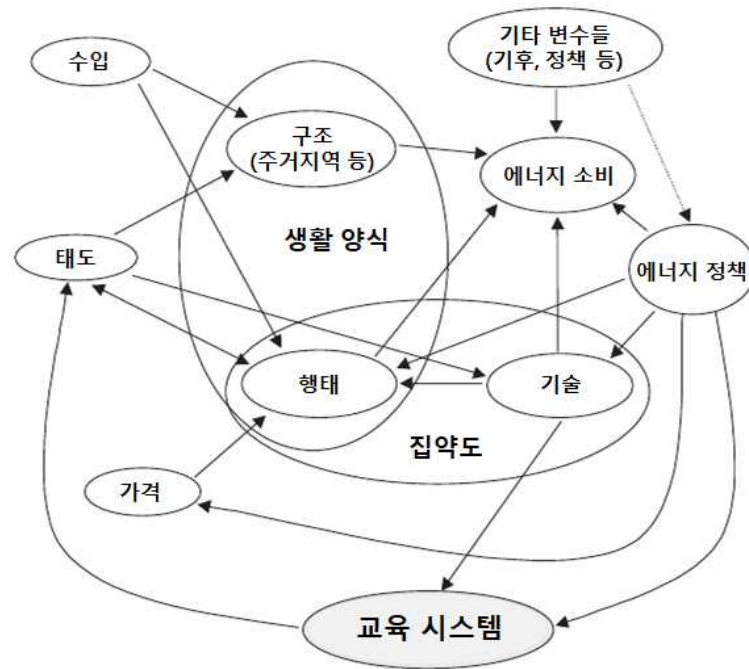 수입
기타 변수들
(기후, 정책 등)
구조
(주거지역 등)
에너지 소비
생활 양식
태도
에너지 정책
행태
기술
집약도
가격
교육 시스템